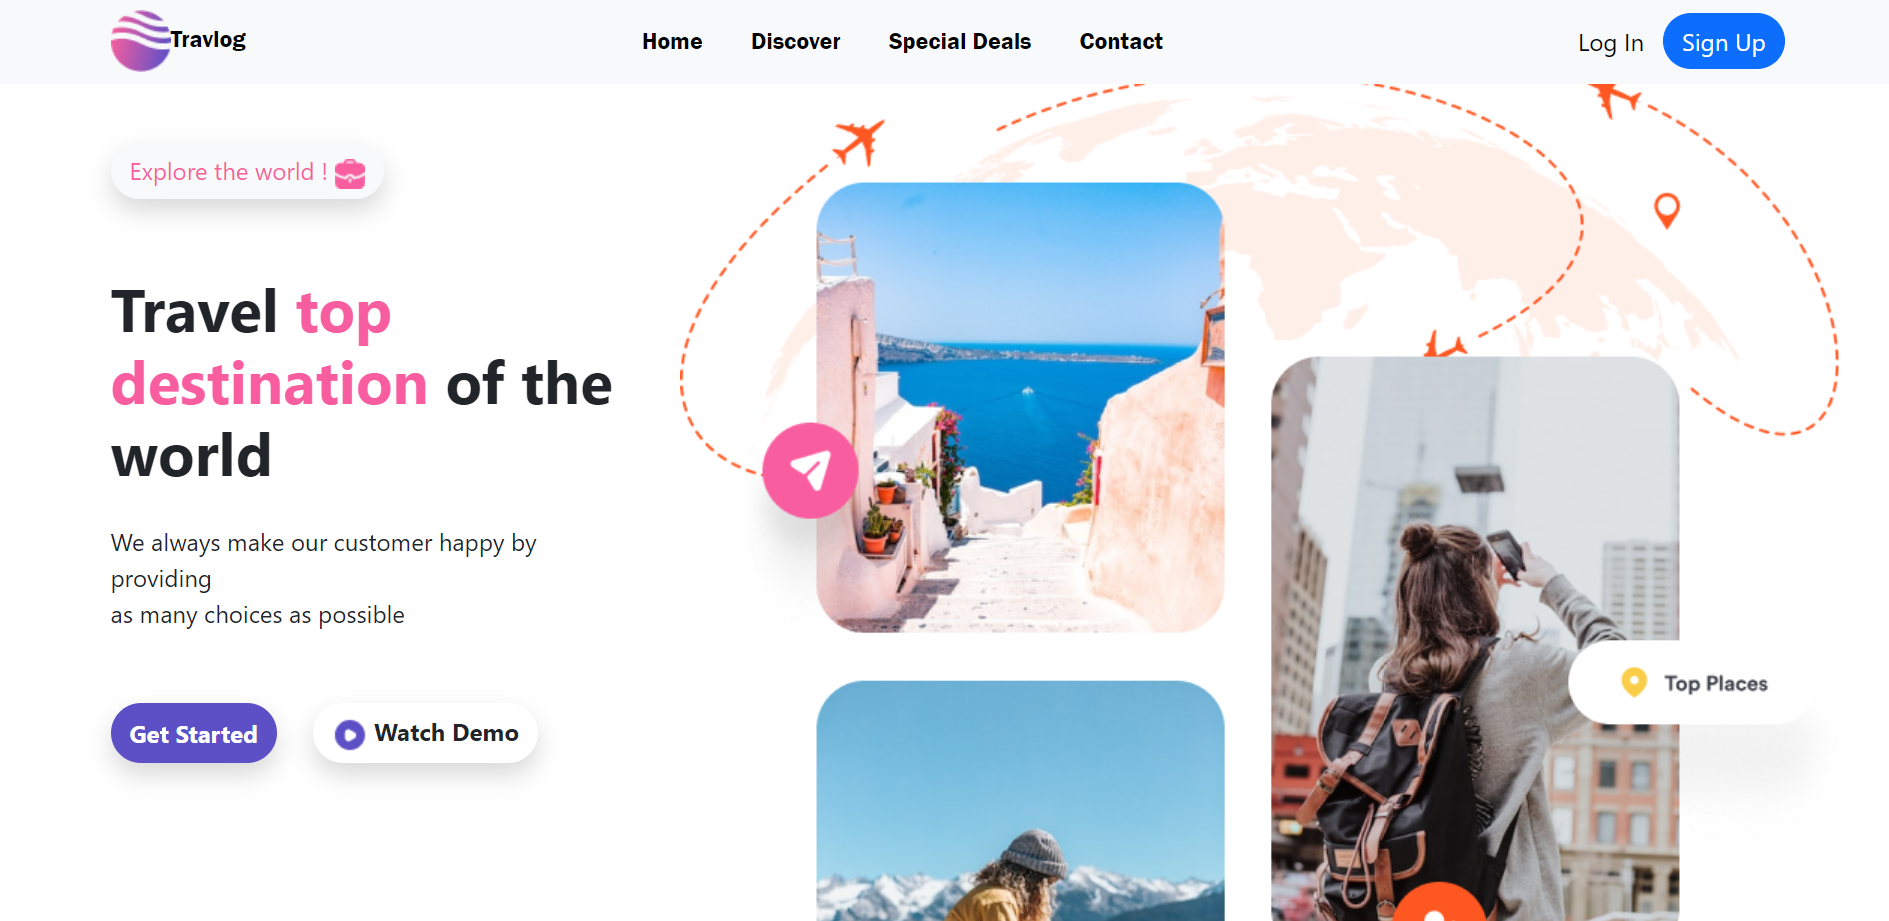 Travlog
Home
Discover
Special Deals
Contact
Log In
Sign Up
Explore the world !
Travel top
destination of the
world
We always make our customer happy by
providing
as many choices as possible
Get Started
Watch Demo
Top Places